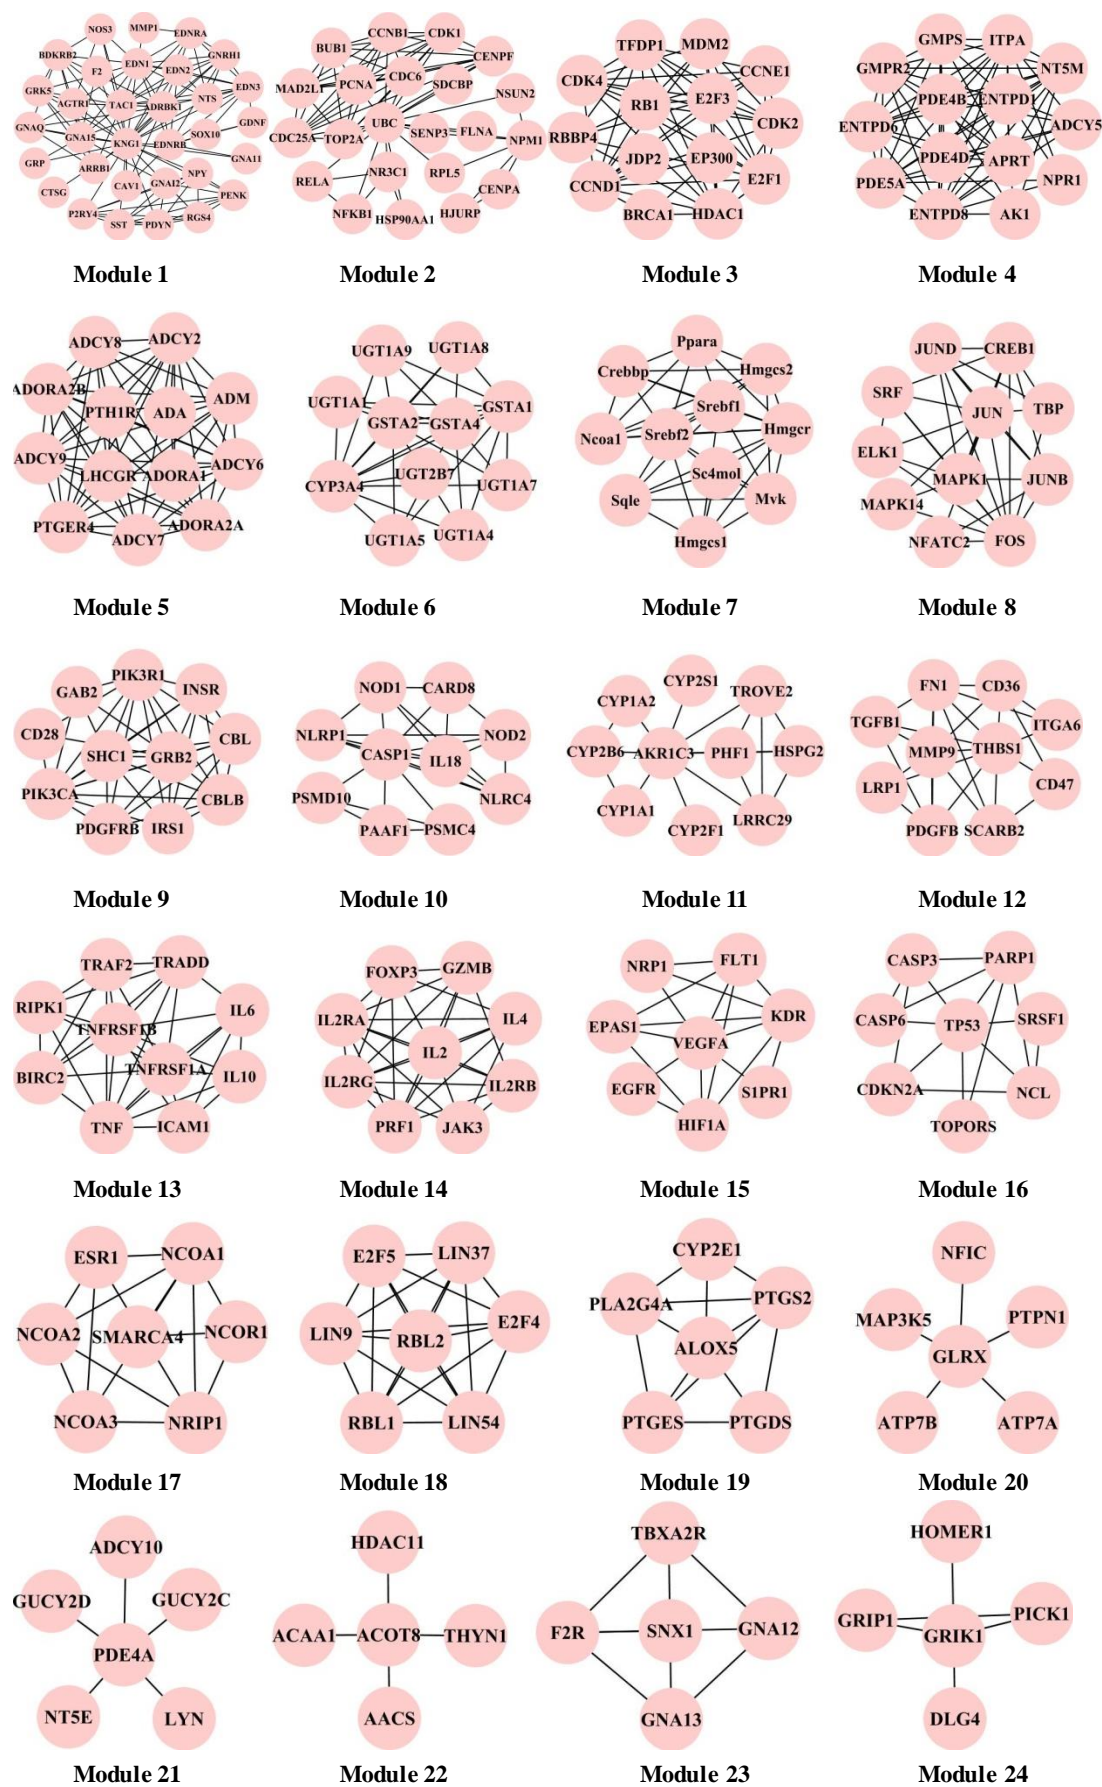 NOS3 MMP1 EDNRA
BDKRB2 F2 EDN1 EDN2 GNRH1
GRK5 AGTR1 TAC1 ADRBK1 NTS EDN3
GNAQ GNA15 KNG1 EDNRB SOX10 GDNF
GRP ARRB1 GNA11
CTSG CAV1 GNAI2 NPY PENK
P2RY4 SST PDYN RGS4
Module 1
BUB1 CCNB1 CDK1 CENPF
MAD2L1 PCNA CDC6 SDCBP NSUN2
CDC25A TOP2A UBC SENP3 FLNA NPM1
RELA NR3C1 RPL5 CENPA
NFKB1 HSP90AA1 HJURP
Module 2
TFDP1 MDM2
CDK4 CCNE1
RB1 E2F3
RBBP4 CDK2
JDP2 EP300
CCND1 E2F1
BRCA1 HDAC1
Module 3
GMPS ITPA
GMPR2 NT5M
PDE4B ENTPD1
ENTPD6 ADCY5
PDE4D APRT
PDE5A NPR1
ENTPD8 AK1
Module 4
ADCY8 ADCY2
ADORA2B ADM
PTH1R ADA
ADCY9 LHCGR ADORA1 ADCY6
PTGER4 ADORA2A
ADCY7
Module 5
UGT1A9 UGT1A8
UGT1A1 GSTA1
GSTA2 GSTA4
CYP3A4 UGT2B7 UGT1A7
UGT1A5 UGT1A4
Module 6
Ppara
Crebbp Hmgcs2
Srebf1
Ncoa1 Srebf2 Hmgcr
Sc4mol
Sqle Mvk
Hmgcs1
Module 7
JUND CREB1
SRF JUN TBP
ELK1 MAPK1 JUNB
MAPK14
NFATC2 FOS
Module 8
PIK3R1
GAB2 INSR
CD28 CBL
SHC1 GRB2
PIK3CA CBLB
PDGFRB IRS1
Module 9
NOD1 CARD8
NLRP1 NOD2
CASP1 IL18
PSMD10 NLRC4
PAAF1 PSMC4
Module 10
CYP2S1
CYP1A2 TROVE2
CYP2B6 AKR1C3 PHF1 HSPG2
CYP1A1 LRRC29
CYP2F1
Module 11
FN1 CD36
TGFB1 ITGA6
MMP9 THBS1
LRP1 CD47
PDGFB SCARB2
Module 12
TRAF2 TRADD
RIPK1 IL6
TNFRSF1B
BIRC2 TNFRSF1A IL10
TNF ICAM1
Module 13
FOXP3 GZMB
IL2RA IL4
IL2
IL2RG IL2RB
PRF1 JAK3
Module 14
NRP1 FLT1
EPAS1 KDR
VEGFA
EGFR S1PR1
HIF1A
Module 15
CASP3 PARP1
CASP6 TP53 SRSF1
CDKN2A NCL
TOPORS
Module 16
ESR1 NCOA1
NCOA2 SMARCA4 NCOR1
NCOA3 NRIP1
Module 17
E2F5 LIN37
LIN9 RBL2 E2F4
RBL1 LIN54
Module 18
CYP2E1
PLA2G4A PTGS2
ALOX5
PTGES PTGDS
Module 19
NFIC
MAP3K5 PTPN1
GLRX
ATP7B ATP7A
Module 20
ADCY10
GUCY2D GUCY2C
PDE4A
NT5E LYN
Module 21
HDAC11
ACAA1 ACOT8 THYN1
AACS
Module 22
TBXA2R
F2R SNX1 GNA12
GNA13
Module 23
HOMER1
GRIP1 PICK1
GRIK1
DLG4
Module 24